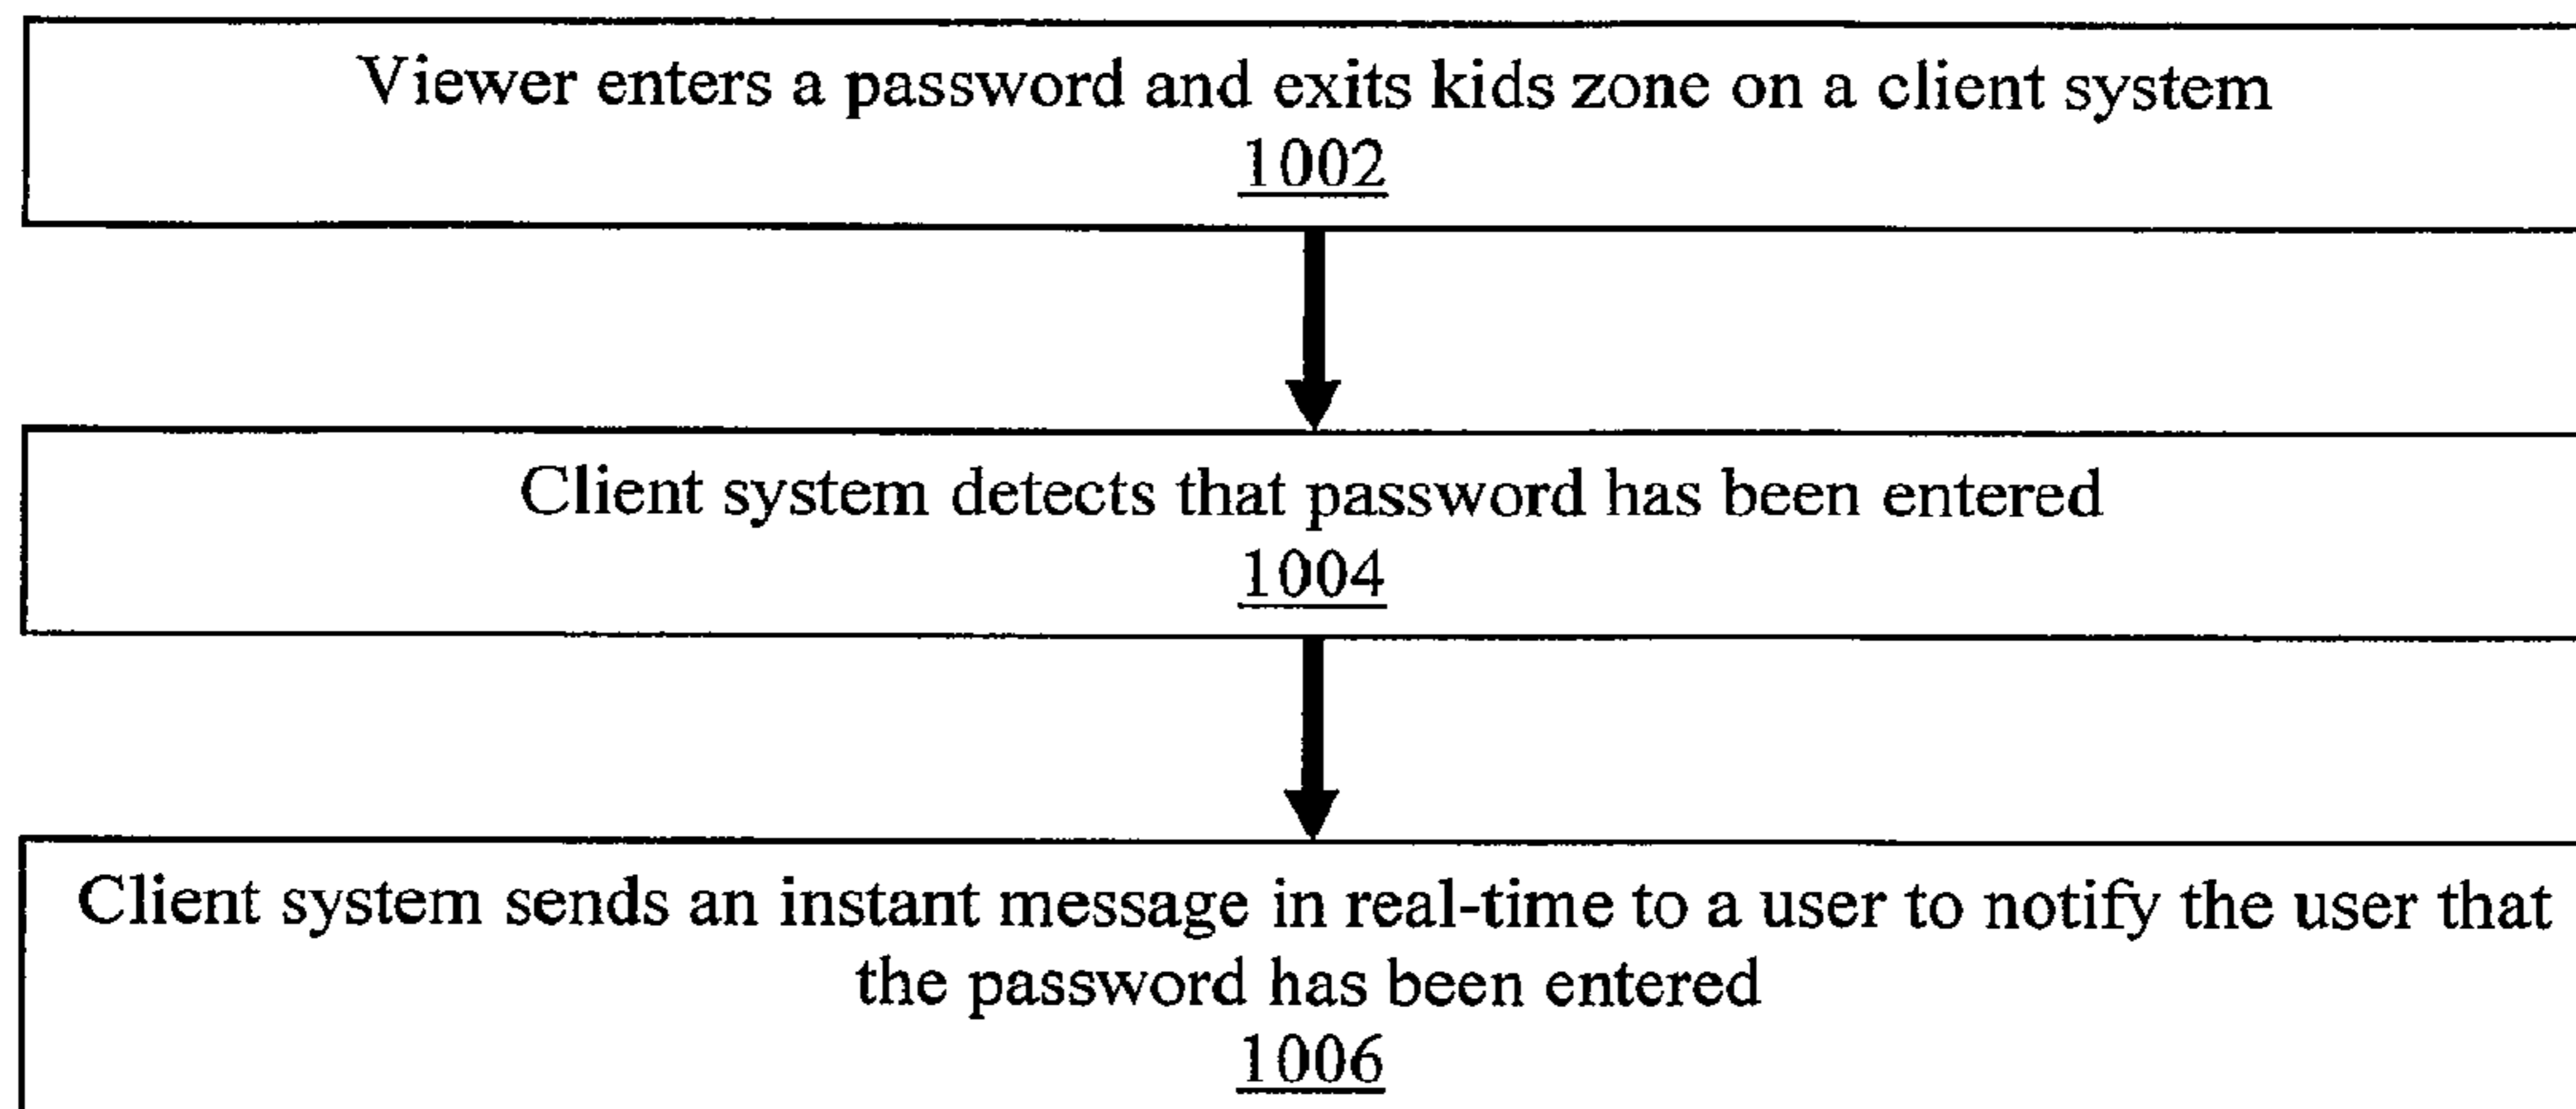 Viewer enters a password and exits kids zone on a client system
1002
Client system detects that password has been entered
1004
Client system sends an instant message in real-time to a user to notify the user that
the password has been entered
1006